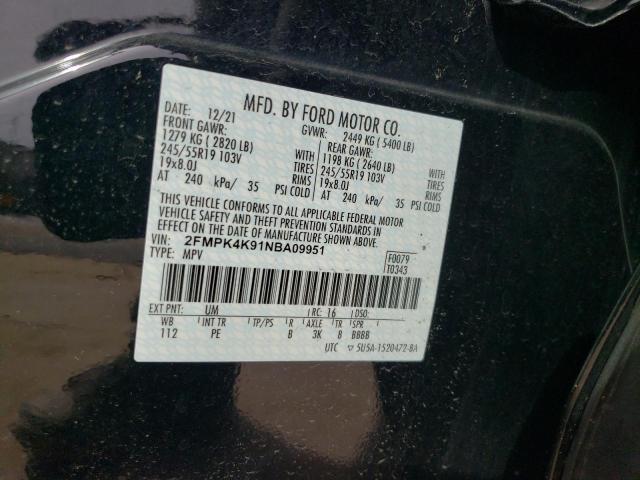 MFD. BY FORD MOTOR CO.
DATE: 12/21 GVWR: 2449 KG ( 5400 LB)
FRONT GAWR: REAR GAWR:
1279 KG ( 2820 LB) WITH 1198 KG ( 2640 LB) WITH
245/55R19 103V TIRES 245/55R19 103V TIRES
19x8.0J RIMS 19x8.0J RIMS
AT 240 kPa/ 35 PSI COLD AT 240 kPa/ 35 PSI COLD
THIS VEHICLE CONFORMS TO ALL APPLICABLE FEDERAL MOTOR
VEHICLE SAFETY AND THEFT PREVENTION STANDARDS IN
EFFECT ON THE DATE OF MANUFACTURE SHOWN ABOVE.
VIN: 2FMPK4K91NBA09951 F0079
TYPE: MPV T0343
EXT PNT: UM RC: 16 DSO:
WB INT TR TP/PS R AXLE TR SPR
112 PE B 3K 8 BBBB
UTC ▽ 5U5A-1520472-BA